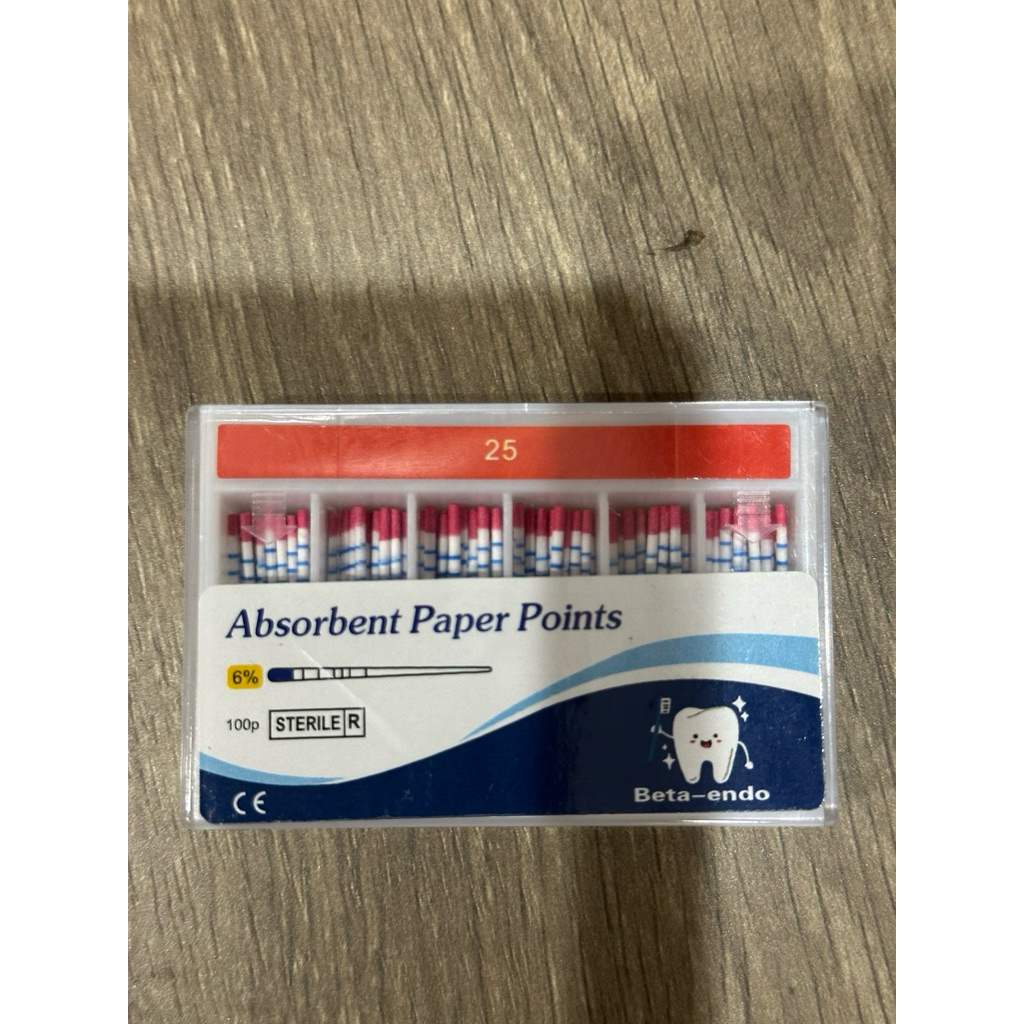 25
Absorbent Paper Points
6%
100p STERILE R
Beta-endo
CE